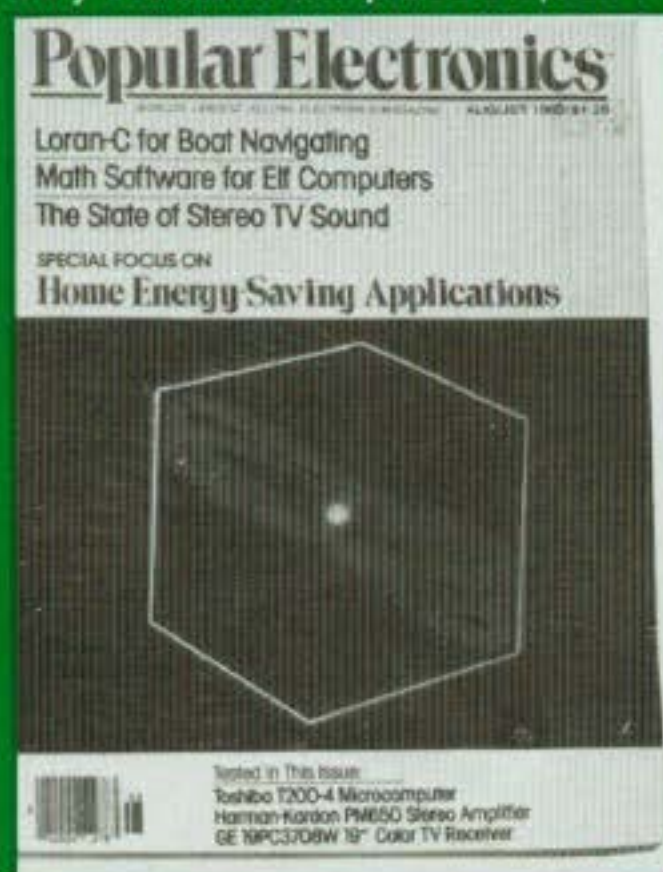 Popular Electronics
AUGUST
Loran-C for Boat Navigating
Math Software for Elf Computers
The State of Stereo TV Sound
SPECIAL FOCUS ON
Home Energy-Saving Applications
Tested In This Issue:
Toshiba T200-4 Microcomputer
Harman-Kardon PM650 Stereo Amplifier
GE 19PC3708W 19" Color TV Receiver